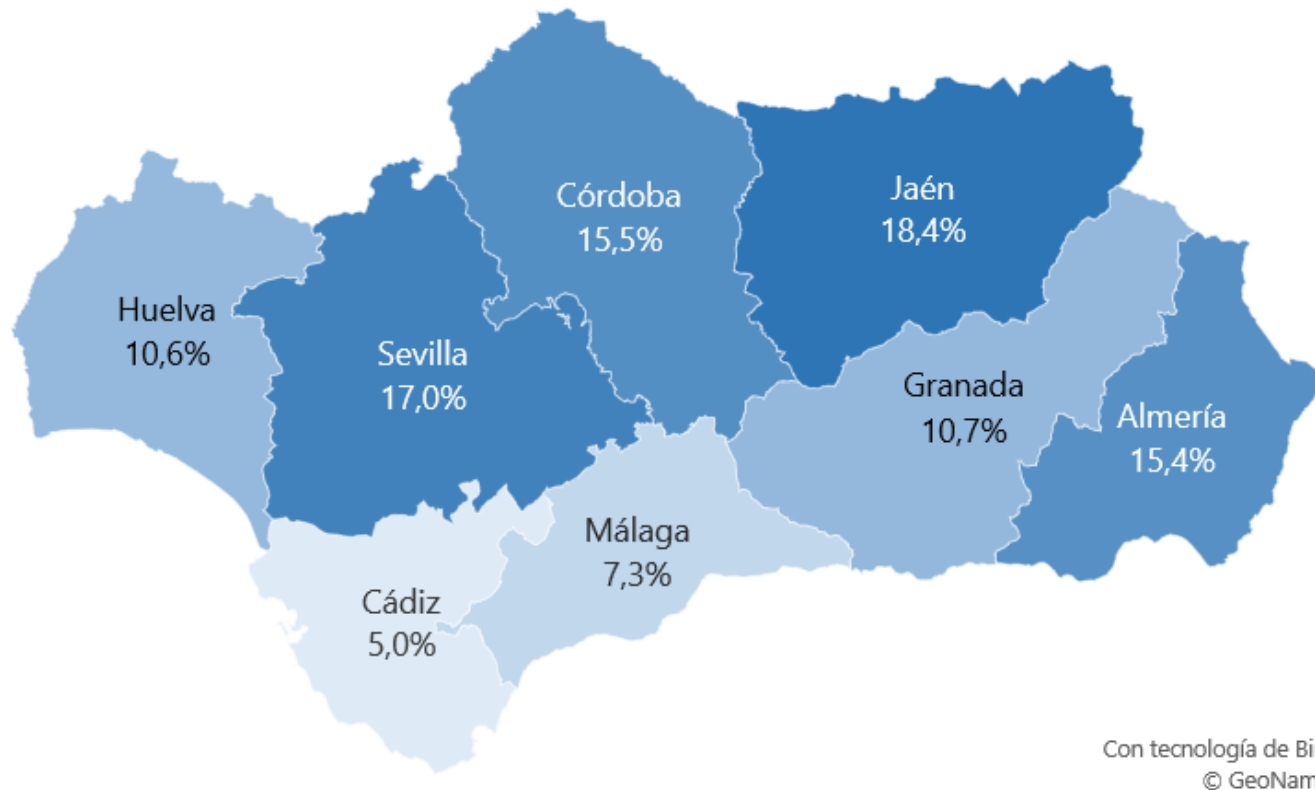 Córdoba
15,5%
Jaén
18,4%
Huelva
10,6%
Sevilla
17,0%
Granada
10,7%
Almería
15,4%
Málaga
7,3%
Cádiz
5,0%
Con tecnología de Bi
© GeoNam